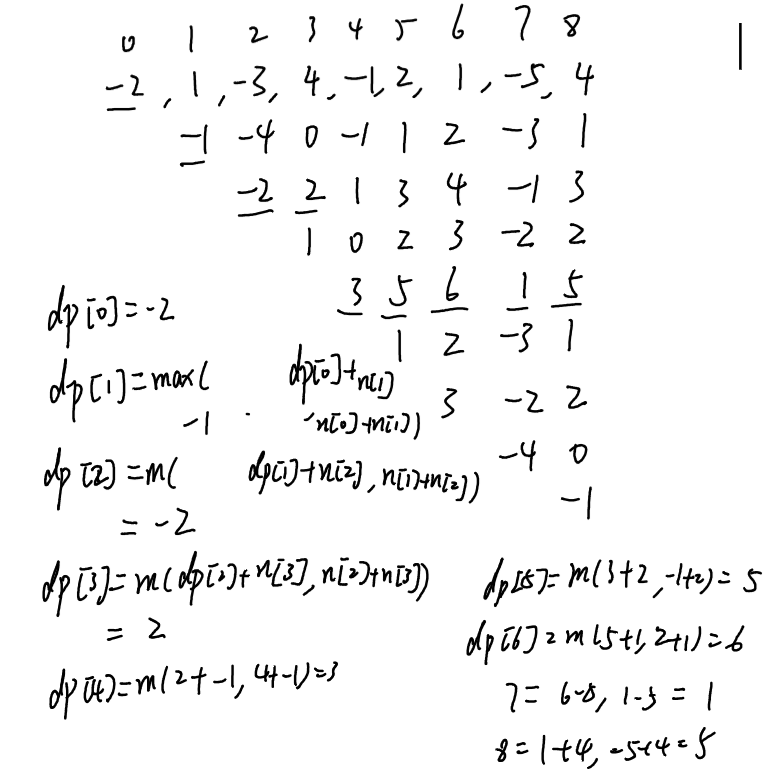 0 1 2 3 4 5 6 7 8
-2, 1, -3, 4, -1, 2, 1, -5, 4
-1 -4 0 -1 1 2 -3 1
-2 2 1 3 4 -1 3
1 0 2 3 -2 2
3 5 6 1 5
1 2 -3 1
3 -2 2
-4 0
-1
dp[0]=-2
dp[1]=max( dp[0]+n[1]
-1 , n[0]+n[1])
dp[2]=m( dp[1]+n[2], n[1]+n[2])
= -2
dp[3]=m(dp[2]+n[3], n[2]+n[3])
= 2
dp[4]=m(2+-1, 4+-1)=3
dp[5]=m(3+2, -1+2)=5
dp[6]=m(5+1, 2+1)=6
7= 6-5, 1-5 = 1
8=1+4, -5+4=5